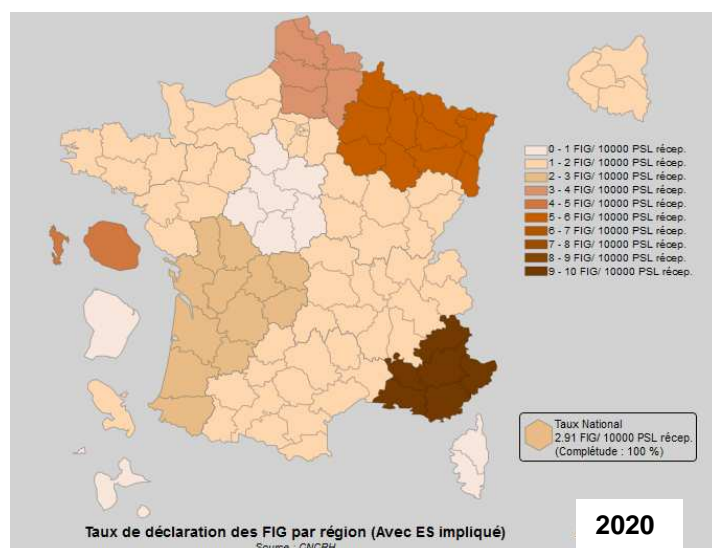 0 - 1 FIG/ 10000 PSL récep.
1 - 2 FIG/ 10000 PSL récep.
2 - 3 FIG/ 10000 PSL récep.
3 - 4 FIG/ 10000 PSL récep.
4 - 5 FIG/ 10000 PSL récep.
5 - 6 FIG/ 10000 PSL récep.
6 - 7 FIG/ 10000 PSL récep.
7 - 8 FIG/ 10000 PSL récep.
8 - 9 FIG/ 10000 PSL récep.
9 - 10 FIG/ 10000 PSL récep.
Taux National
2.91 FIG/ 10000 PSL récep.
(Complétude : 100 %)
2020
Taux de déclaration des FIG par région (Avec ES impliqué)
Source : CNCRH